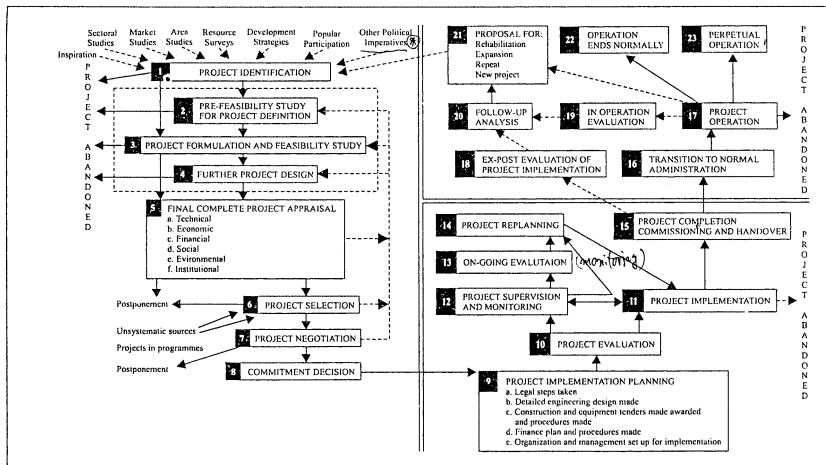 Sectoral Studies
Market Studies
Area Studies
Resource Surveys
Development Strategies
Popular Participation
Other Political Imperatives
Inspiration
1 PROJECT IDENTIFICATION
PROJECT ABANDONED
2 PRE-FEASIBILITY STUDY
FOR PROJECT DEFINITION
3 PROJECT FORMULATION AND FEASIBILITY STUDY
4 FURTHER PROJECT DESIGN
5 FINAL COMPLETE PROJECT APPRAISAL
a. Technical
b. Economic
c. Financial
d. Social
e. Evironmental
f. Institutional
Postponement
6 PROJECT SELECTION
Unsystematic sources
7 PROJECT NEGOTIATION
Projects in programmes
Postponement
8 COMMITMENT DECISION
21 PROPOSAL FOR:
Rehabilitation
Expansion
Repeat
New project
22 OPERATION
ENDS NORMALLY
23 PERPETUAL OPERATION
PROJECT ABANDONED
20 FOLLOW-UP
ANALYSIS
19 IN OPERATION
EVALUATION
17 PROJECT
OPERATION
18 EX-POST EVALUATION OF
PROJECT IMPLEMENTATION
16 TRANSITION TO NORMAL
ADMINISTRATION
14 PROJECT REPLANNING
15 PROJECT COMPLETION
COMMISSIONING AND HANDOVER
PROJECT ABANDONED
13 ON-GOING EVALUTAION (monitoring)
12 PROJECT SUPERVISION
AND MONITORING
11 PROJECT IMPLEMENTATION
10 PROJECT EVALUATION
9 PROJECT IMPLEMENTATION PLANNING
a. Legal steps taken
b. Detailed engineering design made
c. Construction and equipment tenders made awarded
and procedures made
d. Finance plan and procedures made
e. Organization and management set up for implementation